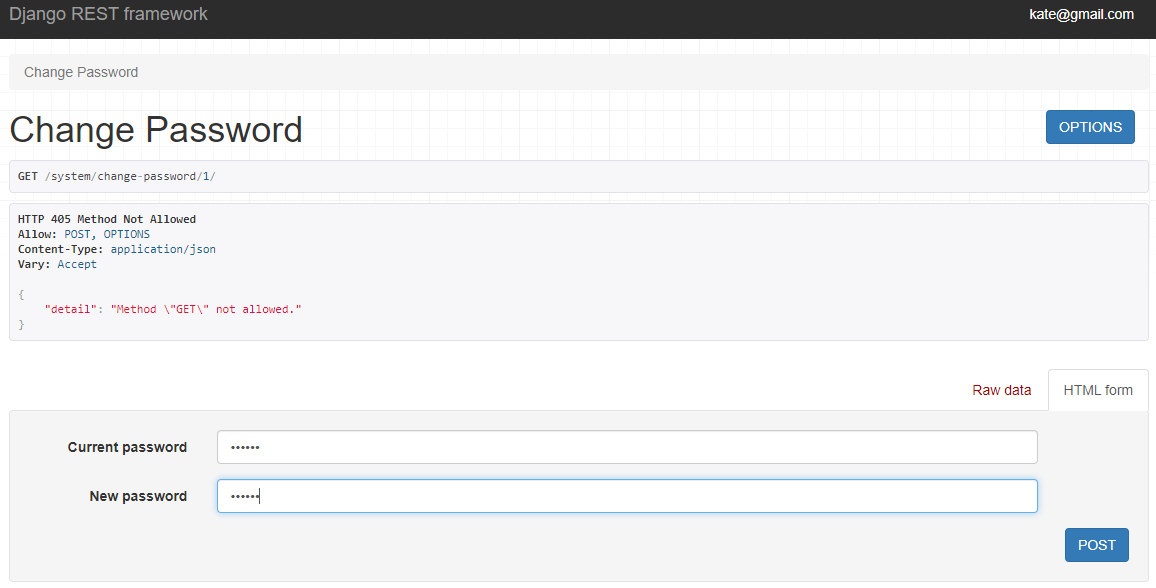 Django REST framework
kate@gmail.com
Change Password
Change Password
OPTIONS
GET /system/change-password/1/
HTTP 405 Method Not Allowed
Allow: POST, OPTIONS
Content-Type: application/json
Vary: Accept
{
"detail": "Method \"GET\" not allowed."
}
Raw data
HTML form
Current password
••••••
New password
••••••
POST